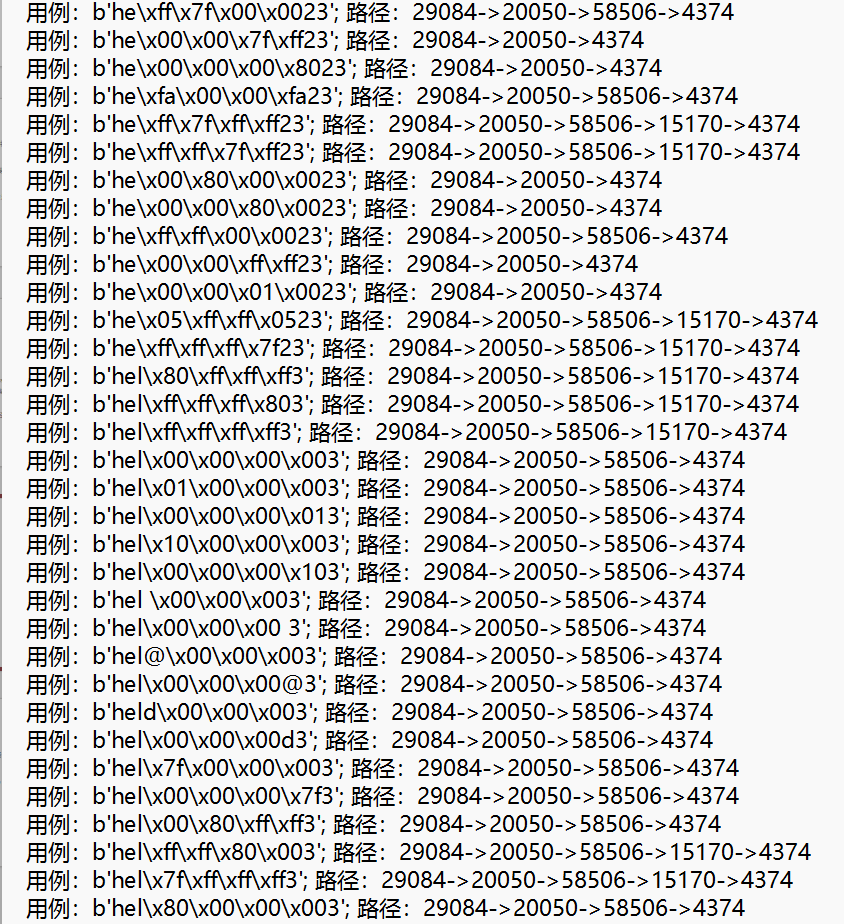 用例：b'he\xff\x7f\x00\x0023'; 路径：29084->20050->58506->4374
用例：b'he\x00\x00\x7f\xff23'; 路径：29084->20050->4374
用例：b'he\x00\x00\x00\x8023'; 路径：29084->20050->4374
用例：b'he\xfa\x00\x00\xfa23'; 路径：29084->20050->58506->4374
用例：b'he\xff\x7f\xff\xff23'; 路径：29084->20050->58506->15170->4374
用例：b'he\xff\xff\x7f\xff23'; 路径：29084->20050->58506->15170->4374
用例：b'he\x00\x80\x00\x0023'; 路径：29084->20050->4374
用例：b'he\x00\x00\x80\x0023'; 路径：29084->20050->4374
用例：b'he\xff\xff\x00\x0023'; 路径：29084->20050->58506->4374
用例：b'he\x00\x00\xff\xff23'; 路径：29084->20050->4374
用例：b'he\x00\x00\x01\x0023'; 路径：29084->20050->4374
用例：b'he\x05\xff\xff\x0523'; 路径：29084->20050->58506->15170->4374
用例：b'he\xff\xff\xff\x7f23'; 路径：29084->20050->58506->15170->4374
用例：b'hel\x80\xff\xff\xff3'; 路径：29084->20050->58506->15170->4374
用例：b'hel\xff\xff\xff\x803'; 路径：29084->20050->58506->15170->4374
用例：b'hel\xff\xff\xff\xff3'; 路径：29084->20050->58506->15170->4374
用例：b'hel\x00\x00\x00\x003'; 路径：29084->20050->58506->4374
用例：b'hel\x01\x00\x00\x003'; 路径：29084->20050->58506->4374
用例：b'hel\x00\x00\x00\x013'; 路径：29084->20050->58506->4374
用例：b'hel\x10\x00\x00\x003'; 路径：29084->20050->58506->4374
用例：b'hel\x00\x00\x00\x103'; 路径：29084->20050->58506->4374
用例：b'hel \x00\x00\x003'; 路径：29084->20050->58506->4374
用例：b'hel\x00\x00\x00 3'; 路径：29084->20050->58506->4374
用例：b'hel@\x00\x00\x003'; 路径：29084->20050->58506->4374
用例：b'hel\x00\x00\x00@3'; 路径：29084->20050->58506->4374
用例：b'held\x00\x00\x003'; 路径：29084->20050->58506->4374
用例：b'hel\x00\x00\x00d3'; 路径：29084->20050->58506->4374
用例：b'hel\x7f\x00\x00\x003'; 路径：29084->20050->58506->4374
用例：b'hel\x00\x00\x00\x7f3'; 路径：29084->20050->58506->4374
用例：b'hel\x00\x80\xff\xff3'; 路径：29084->20050->58506->4374
用例：b'hel\xff\xff\x80\x003'; 路径：29084->20050->58506->15170->4374
用例：b'hel\x7f\xff\xff\xff3'; 路径：29084->20050->58506->15170->4374
用例：b'hel\x80\x00\x00\x003'; 路径：29084->20050->58506->4374